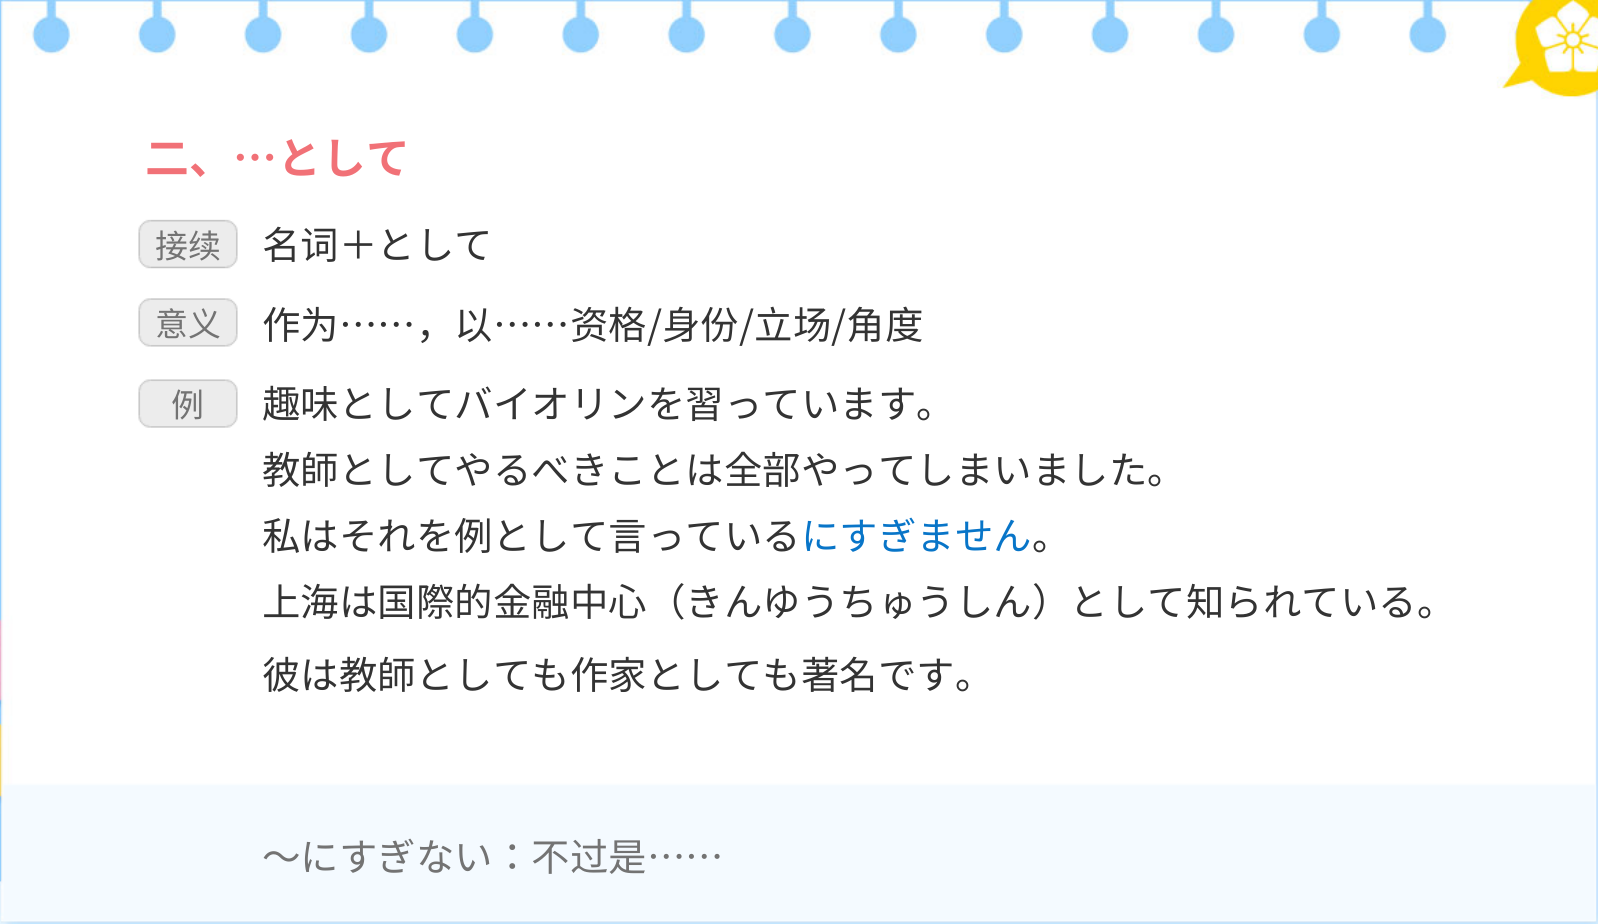 二、…として
接续 名词＋として
意义 作为……，以……资格/身份/立场/角度
例 趣味としてバイオリンを習っています。
教師としてやるべきことは全部やってしまいました。
私はそれを例として言っているにすぎません。
上海は国際的金融中心（きんゆうちゅうしん）として知られている。
彼は教師としても作家としても著名です。
～にすぎない：不过是……